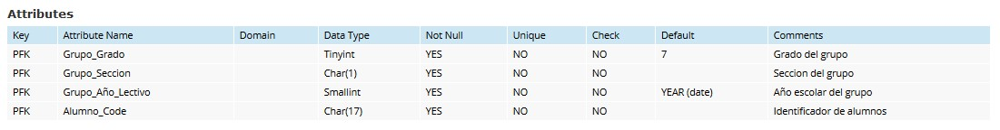 Attributes
Key Attribute Name Domain Data Type Not Null Unique Check Default Comments
PFK Grupo_Grado Tinyint YES NO NO 7 Grado del grupo
PFK Grupo_Seccion Char(1) YES NO NO Seccion del grupo
PFK Grupo_Año_Lectivo Smallint YES NO NO YEAR (date) Año escolar del grupo
PFK Alumno_Code Char(17) YES NO NO Identificador de alumnos